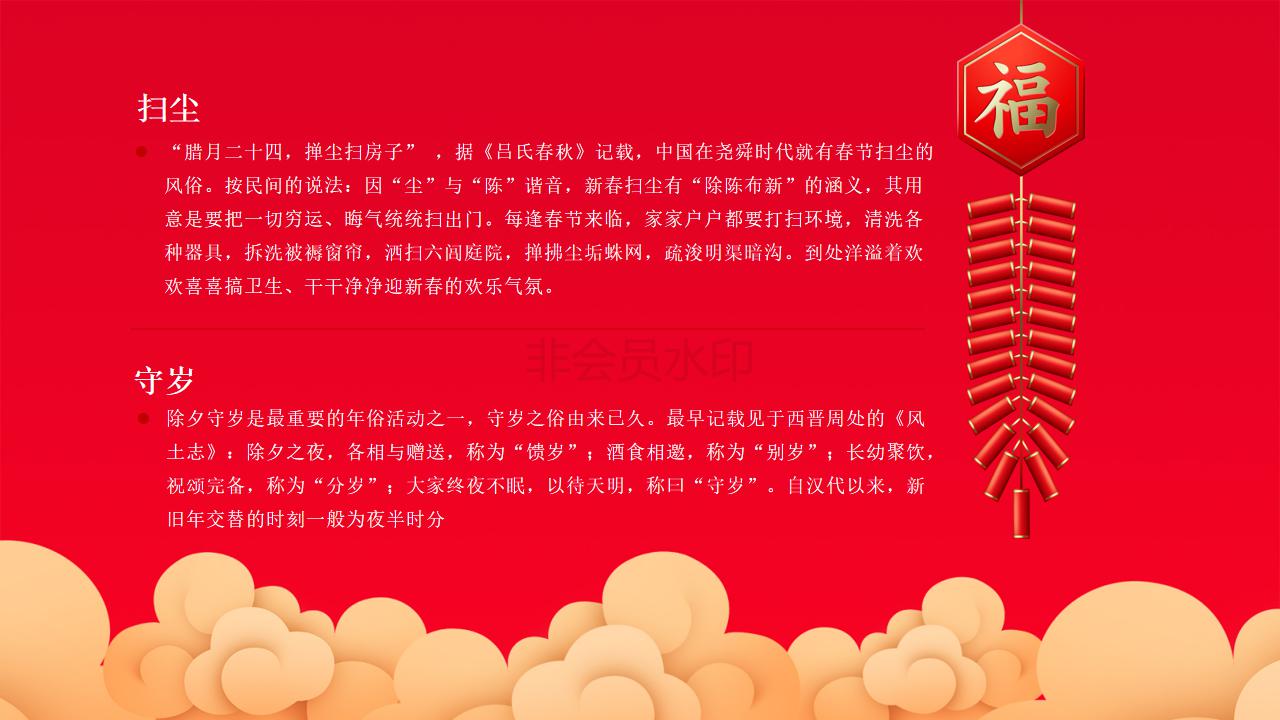 福
扫尘
“腊月二十四，掸尘扫房子” ，据《吕氏春秋》记载，中国在尧舜时代就有春节扫尘的
风俗。按民间的说法：因“尘”与“陈”谐音，新春扫尘有“除陈布新”的涵义，其用
意是要把一切穷运、晦气统统扫出门。每逢春节来临，家家户户都要打扫环境，清洗各
种器具，拆洗被褥窗帘，洒扫六闾庭院，掸拂尘垢蛛网，疏浚明渠暗沟。到处洋溢着欢
欢喜喜搞卫生、干干净净迎新春的欢乐气氛。
非会员水印
守岁
除夕守岁是最重要的年俗活动之一，守岁之俗由来已久。最早记载见于西晋周处的《风
土志》：除夕之夜，各相与赠送，称为“馈岁”；酒食相邀，称为“别岁”；长幼聚饮，
祝颂完备，称为“分岁”；大家终夜不眠，以待天明，称曰“守岁”。自汉代以来，新
旧年交替的时刻一般为夜半时分